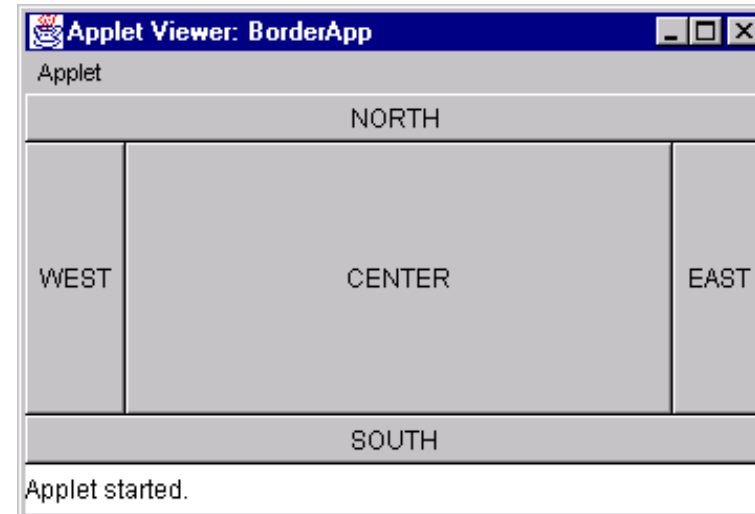 Applet Viewer: BorderApp
Applet
NORTH
WEST CENTER EAST
SOUTH
Applet started.